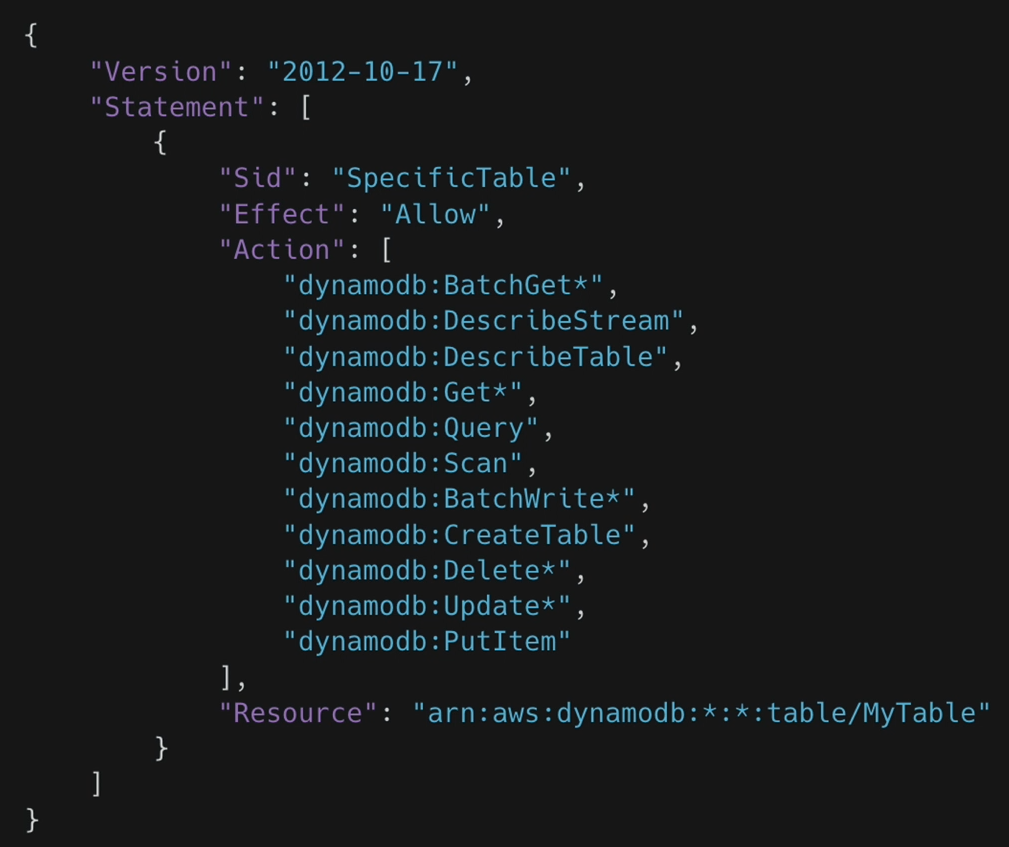 {
    "Version": "2012-10-17",
    "Statement": [
        {
            "Sid": "SpecificTable",
            "Effect": "Allow",
            "Action": [
                "dynamodb:BatchGet*",
                "dynamodb:DescribeStream",
                "dynamodb:DescribeTable",
                "dynamodb:Get*",
                "dynamodb:Query",
                "dynamodb:Scan",
                "dynamodb:BatchWrite*",
                "dynamodb:CreateTable",
                "dynamodb:Delete*",
                "dynamodb:Update*",
                "dynamodb:PutItem"
            ],
            "Resource": "arn:aws:dynamodb:*:*:table/MyTable"
        }
    ]
}